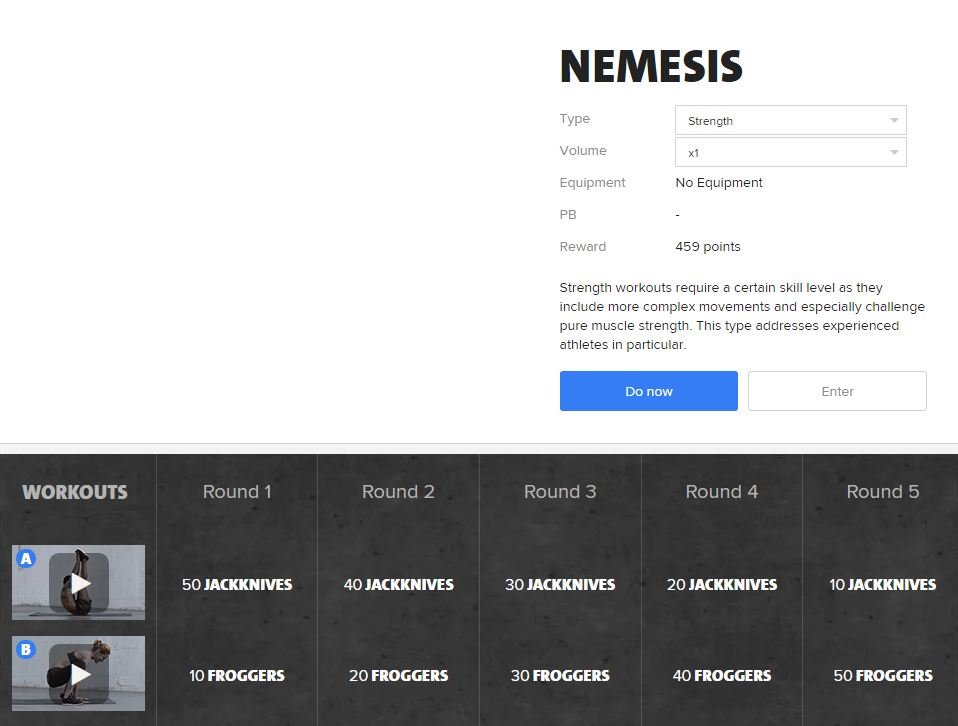 NEMESIS
Type Strength
Volume x1
Equipment No Equipment
PB -
Reward 459 points
Strength workouts require a certain skill level as they
include more complex movements and especially challenge
pure muscle strength. This type addresses experienced
athletes in particular.
Do now Enter
WORKOUTS Round 1 Round 2 Round 3 Round 4 Round 5
A
50 JACKKNIVES 40 JACKKNIVES 30 JACKKNIVES 20 JACKKNIVES 10 JACKKNIVES
B
10 FROGGERS 20 FROGGERS 30 FROGGERS 40 FROGGERS 50 FROGGERS